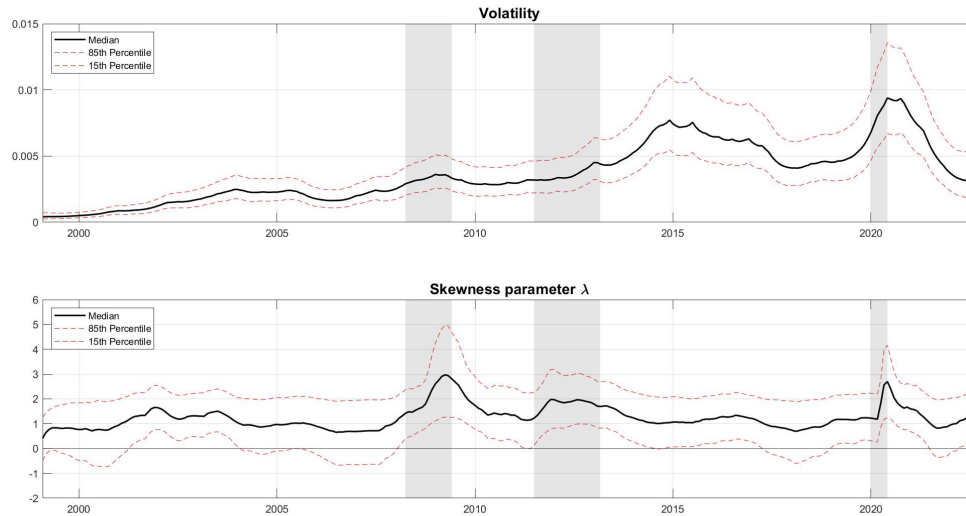 Volatility
0.015
0.01
0.005
0
Median
85th Percentile
15th Percentile
2000 2005 2010 2015 2020
Skewness parameter λ
6
5
4
3
2
1
0
-1
-2
Median
85th Percentile
15th Percentile
2000 2005 2010 2015 2020